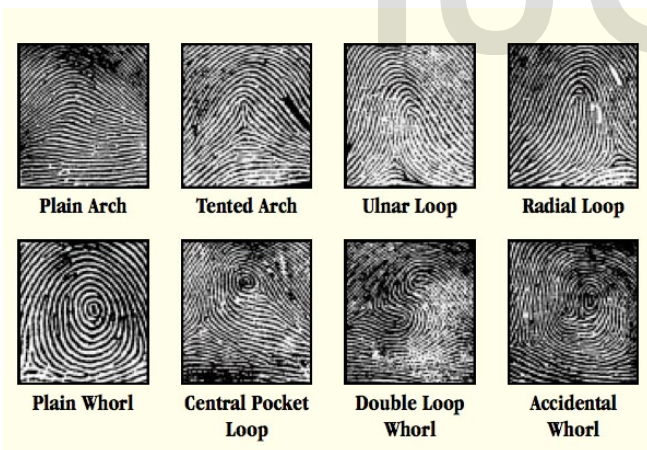 Plain Arch
Tented Arch
Ulnar Loop
Radial Loop
Plain Whorl
Central Pocket
Loop
Double Loop
Whorl
Accidental
Whorl